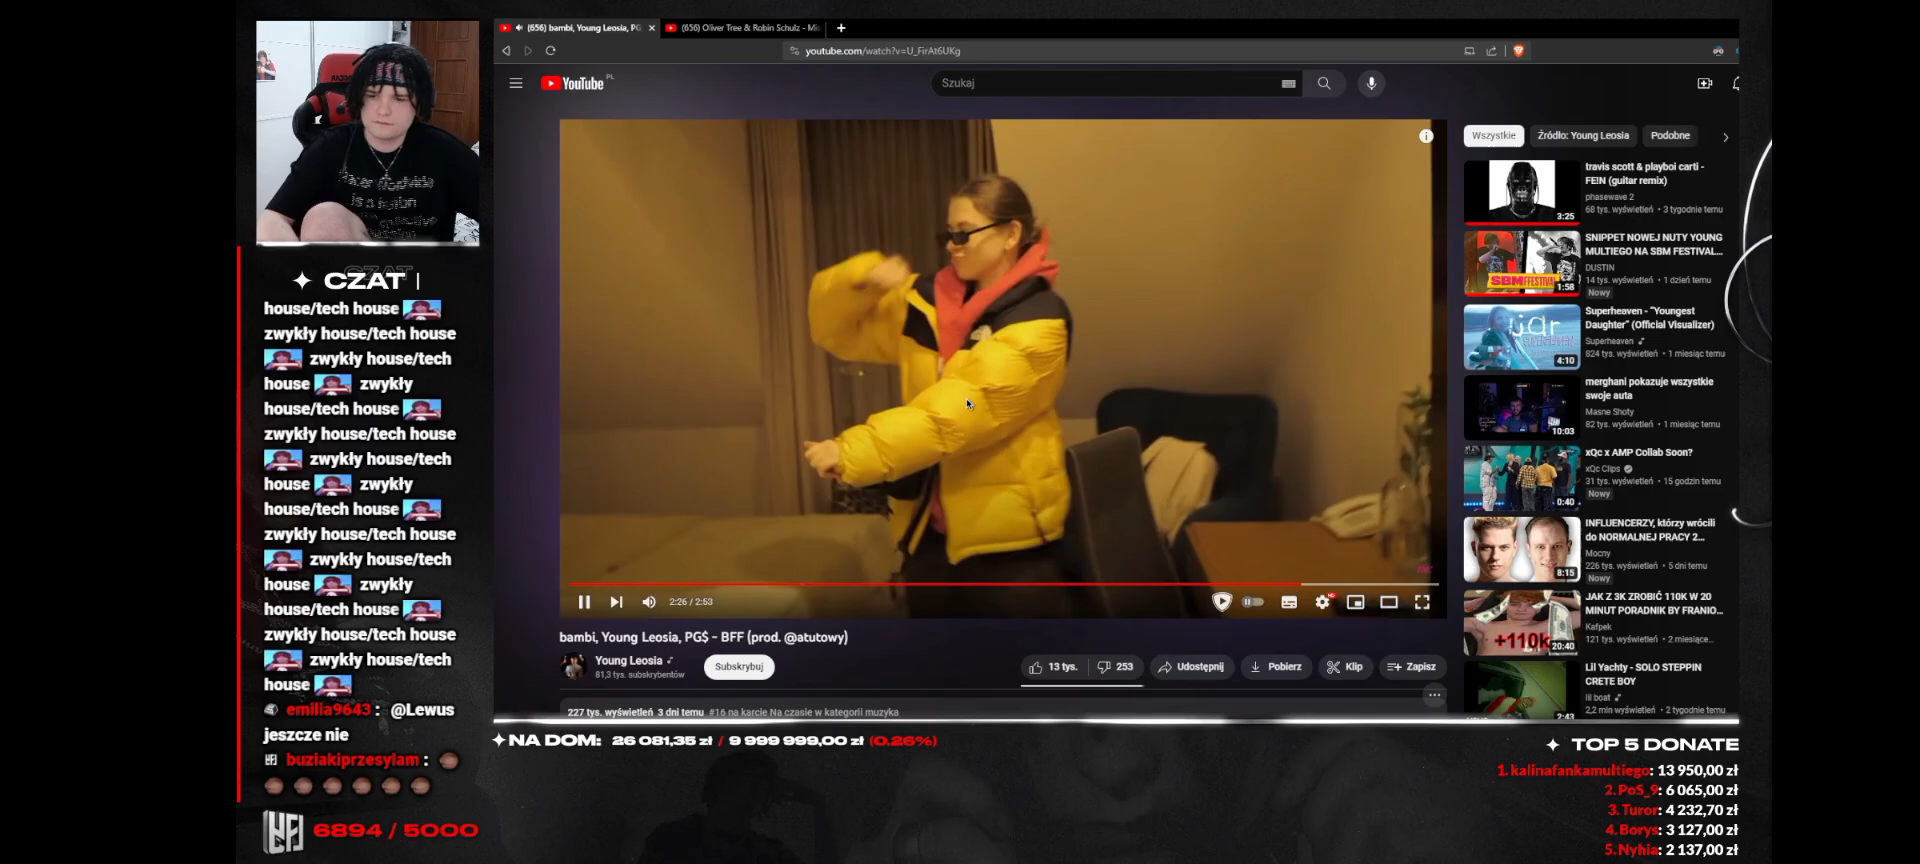 (656) bambi, Young Leosia, PG
(656) Oliver Tree & Robin Schulz - Mi
youtube.com/watch?v=U_FirAt6UKg
YouTube PL
Szukaj
Wszystkie
Źródło: Young Leosia
Podobne
travis scott & playboi carti -
FE!N (guitar remix)
phasewave 2
68 tys. wyświetleń • 3 tygodnie temu
3:25
SNIPPET NOWEJ NUTY YOUNG
MULTIEGO NA SBM FESTIVAL...
DUSTIN
14 tys. wyświetleń • 1 dzień temu
Nowy
SBM FESTIVAL
1:58
Superheaven - "Youngest
Daughter" (Official Visualizer)
Superheaven
824 tys. wyświetleń • 1 miesiąc temu
jar
4:10
merghani pokazuje wszystkie
swoje auta
Masne Shoty
82 tys. wyświetleń • 1 miesiąc temu
10:03
xQc x AMP Collab Soon?
xQc Clips
31 tys. wyświetleń • 15 godzin temu
Nowy
0:40
INFLUENCERZY, którzy wrócili
do NORMALNEJ PRACY 2...
Mocny
226 tys. wyświetleń • 5 dni temu
Nowy
8:15
JAK Z 3K ZROBIĆ 110K W 20
MINUT PORADNIK BY FRANIO...
Kafpek
121 tys. wyświetleń • 2 miesiące...
+110k
20:40
Lil Yachty - SOLO STEPPIN
CRETE BOY
lil boat
2,2 mln wyświetleń • 2 tygodnie temu
2:43
2:26 / 2:53
bambi, Young Leosia, PG$ - BFF (prod. @atutowy)
Young Leosia
81,3 tys. subskrybentów
Subskrybuj
13 tys.
253
Udostępnij
Pobierz
Klip
Zapisz
227 tys. wyświetleń 3 dni temu #16 na karcie Na czasie w kategorii muzyka
CZAT
house/tech house
zwykły house/tech house
zwykły house/tech
house zwykły
house/tech house
zwykły house/tech house
zwykły house/tech
house zwykły
house/tech house
zwykły house/tech house
zwykły house/tech
house zwykły
house/tech house
zwykły house/tech house
zwykły house/tech
house
emilia9643 : @Lewus
jeszcze nie
buziakiprzesylam :
6894 / 5000
NA DOM: 26 081,35 zł / 9 999 999,00 zł (0.26%)
TOP 5 DONATE
1. kalinafankamultiego: 13 950,00 zł
2. PoS_9: 6 065,00 zł
3. Turor: 4 232,70 zł
4. Borys: 3 127,00 zł
5. Nyhia: 2 137,00 zł